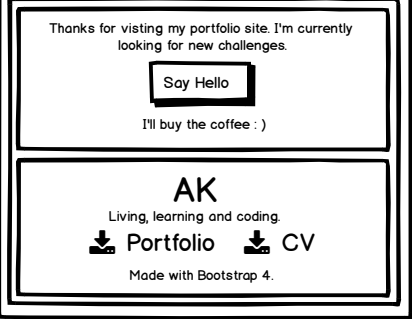 Thanks for visting my portfolio site. I'm currently
looking for new challenges.
Say Hello
I'll buy the coffee : )
AK
Living, learning and coding.
Portfolio CV
Made with Bootstrap 4.